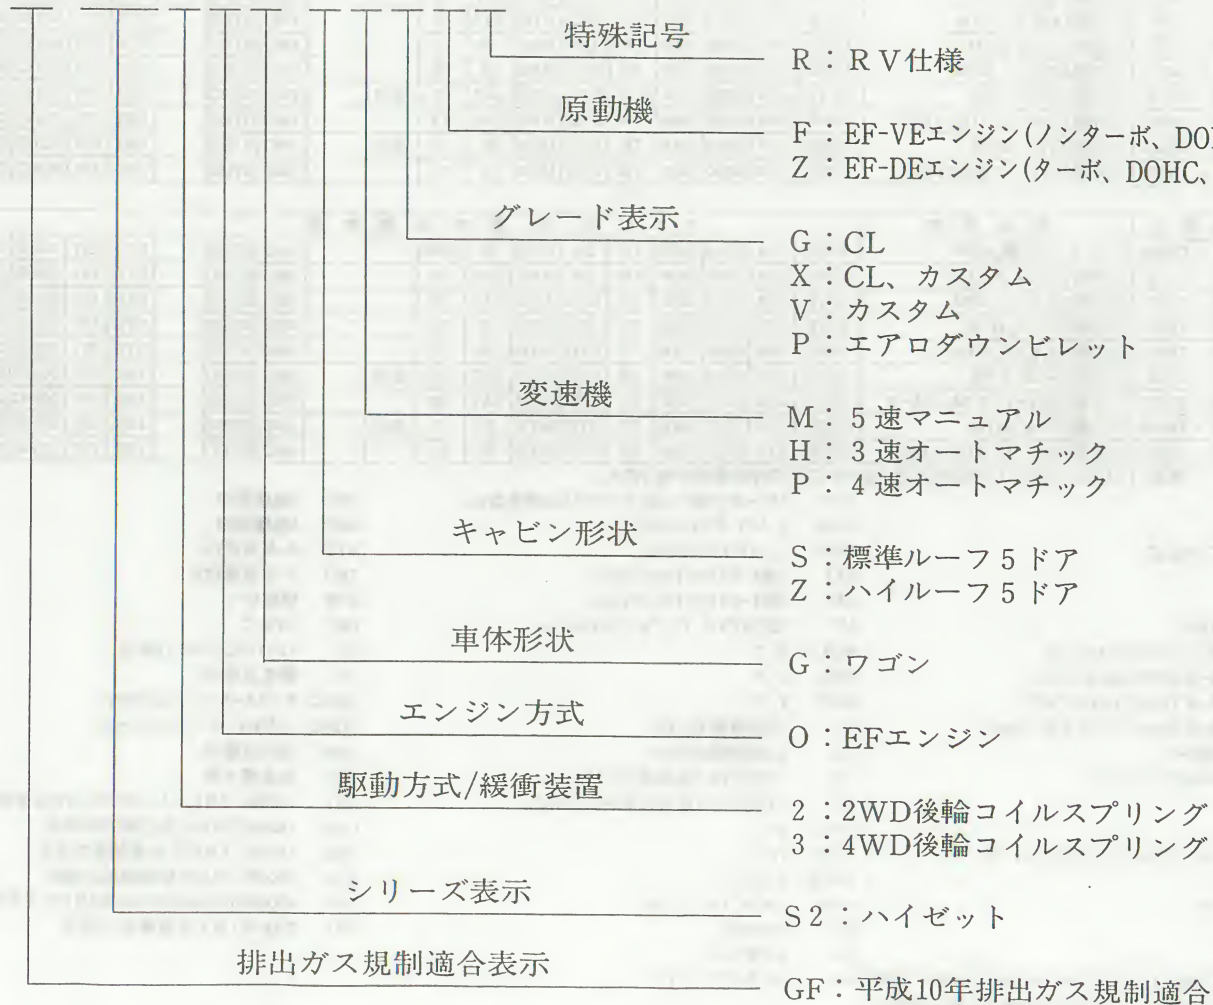 特殊記号
R：RV仕様
原動機
F：EF-VEエンジン(ノンターボ、DO
Z：EF-DEエンジン(ターボ、DOHC、
グレード表示
G：CL
X：CL、カスタム
V：カスタム
P：エアロダウンビレット
変速機
M：5速マニュアル
H：3速オートマチック
P：4速オートマチック
キャビン形状
S：標準ルーフ5ドア
Z：ハイルーフ5ドア
車体形状
G：ワゴン
エンジン方式
O：EFエンジン
駆動方式/緩衝装置
2：2WD後輪コイルスプリング
3：4WD後輪コイルスプリング
シリーズ表示
S2：ハイゼット
排出ガス規制適合表示
GF：平成10年排出ガス規制適合